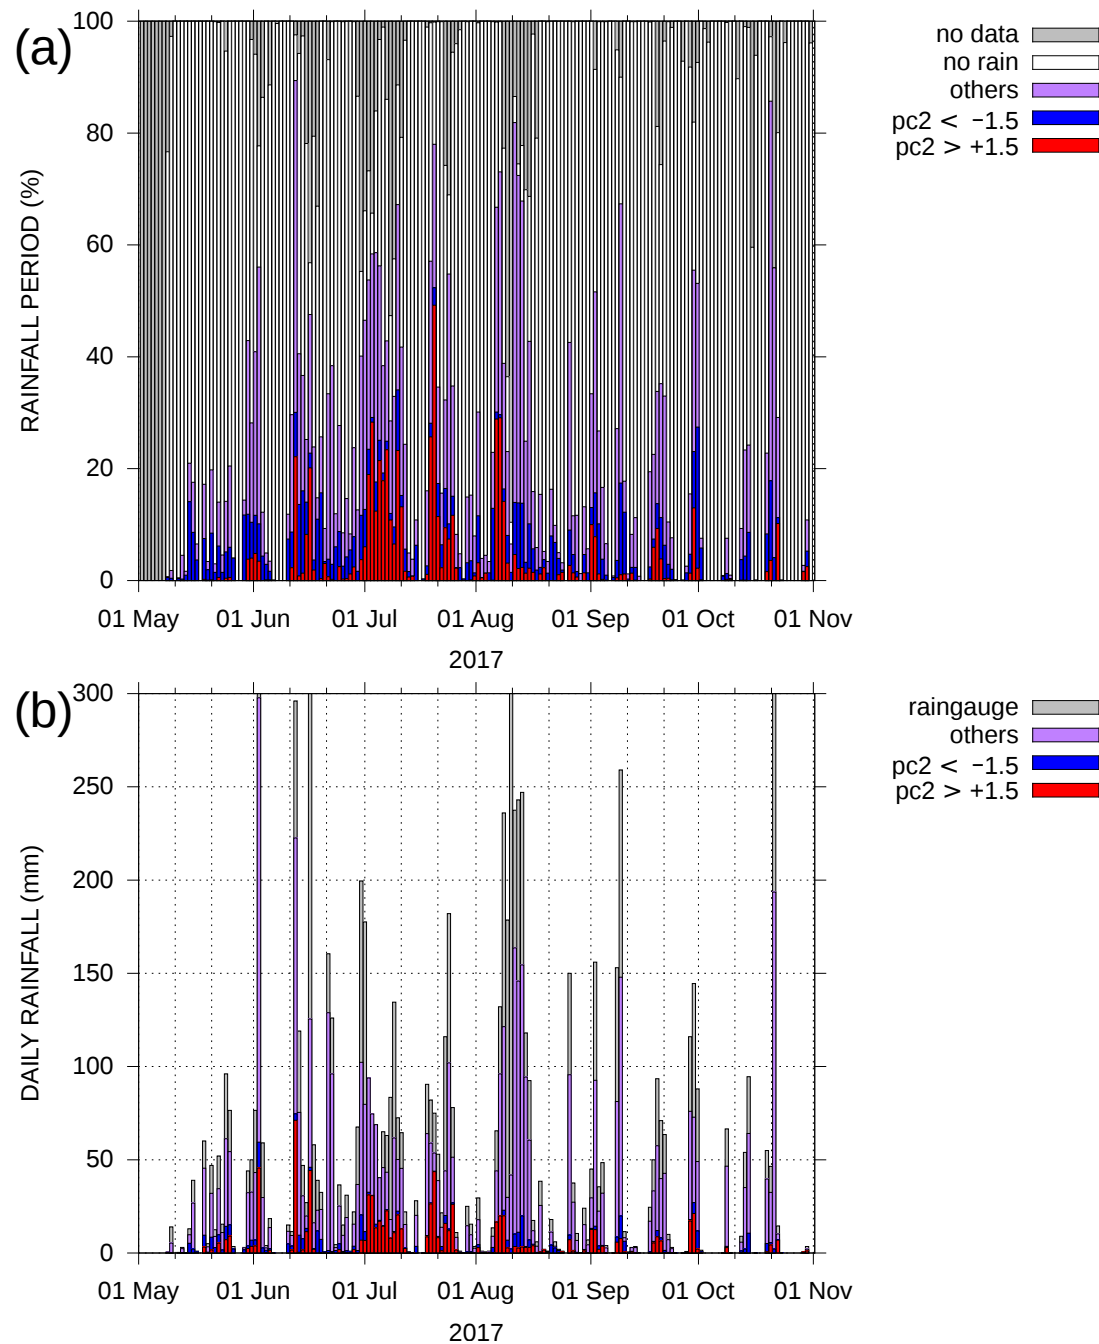 (a)
100
80
60
40
20
0
RAINFALL PERIOD (%)
01 May 01 Jun 01 Jul 01 Aug 01 Sep 01 Oct 01 Nov
2017
no data
no rain
others
pc2 < −1.5
pc2 > +1.5
(b)
300
250
200
150
100
50
0
DAILY RAINFALL (mm)
01 May 01 Jun 01 Jul 01 Aug 01 Sep 01 Oct 01 Nov
2017
raingauge
others
pc2 < −1.5
pc2 > +1.5